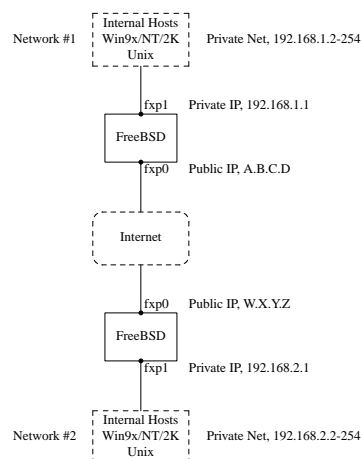 Internal Hosts
Network #1 Win9x/NT/2K Private Net, 192.168.1.2-254
Unix
fxp1 Private IP, 192.168.1.1
FreeBSD
fxp0 Public IP, A.B.C.D
Internet
fxp0 Public IP, W.X.Y.Z
FreeBSD
fxp1 Private IP, 192.168.2.1
Internal Hosts
Network #2 Win9x/NT/2K Private Net, 192.168.2.2-254
Unix